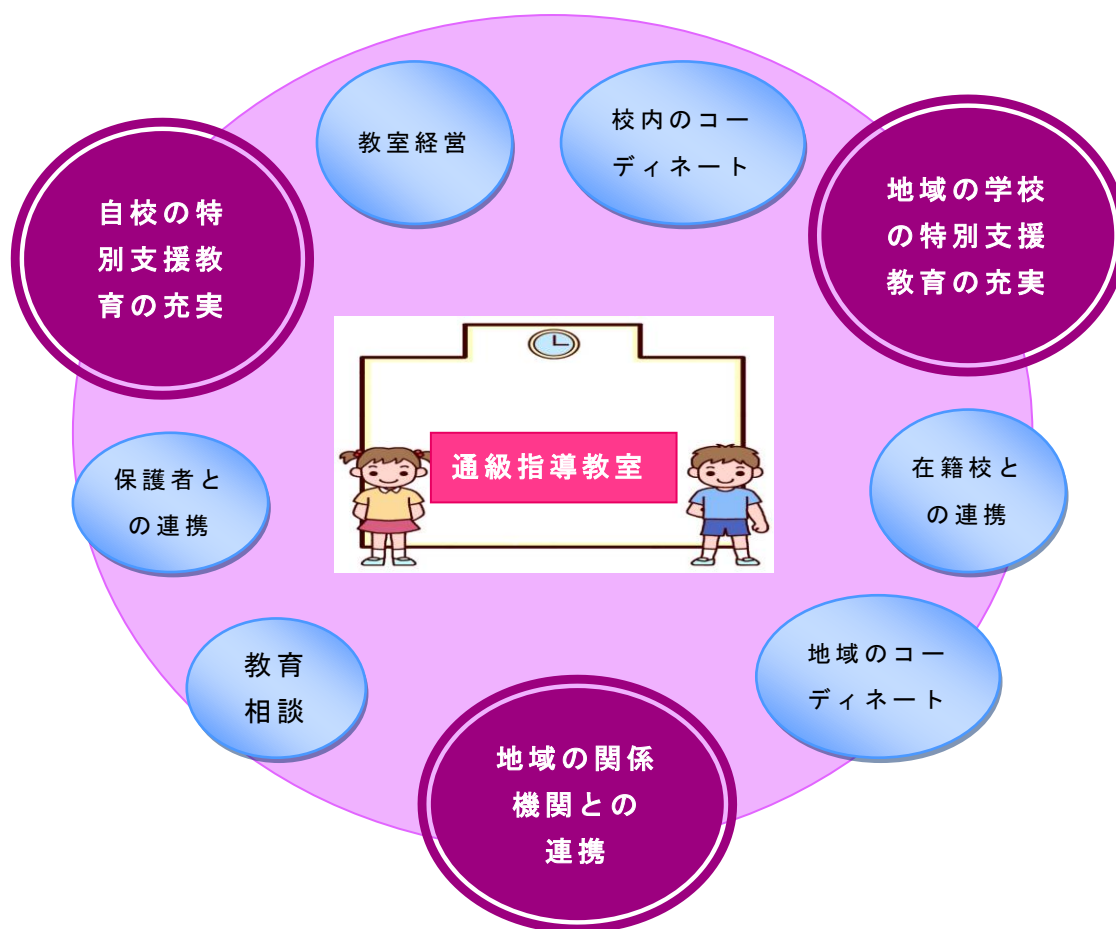 教室経営
校内のコー
ディネート
自校の特
別支援教
育の充実
地域の学校
の特別支援
教育の充実
通級指導教室
保護者と
の連携
在籍校と
の連携
教育
相談
地域のコー
ディネート
地域の関係
機関との
連携